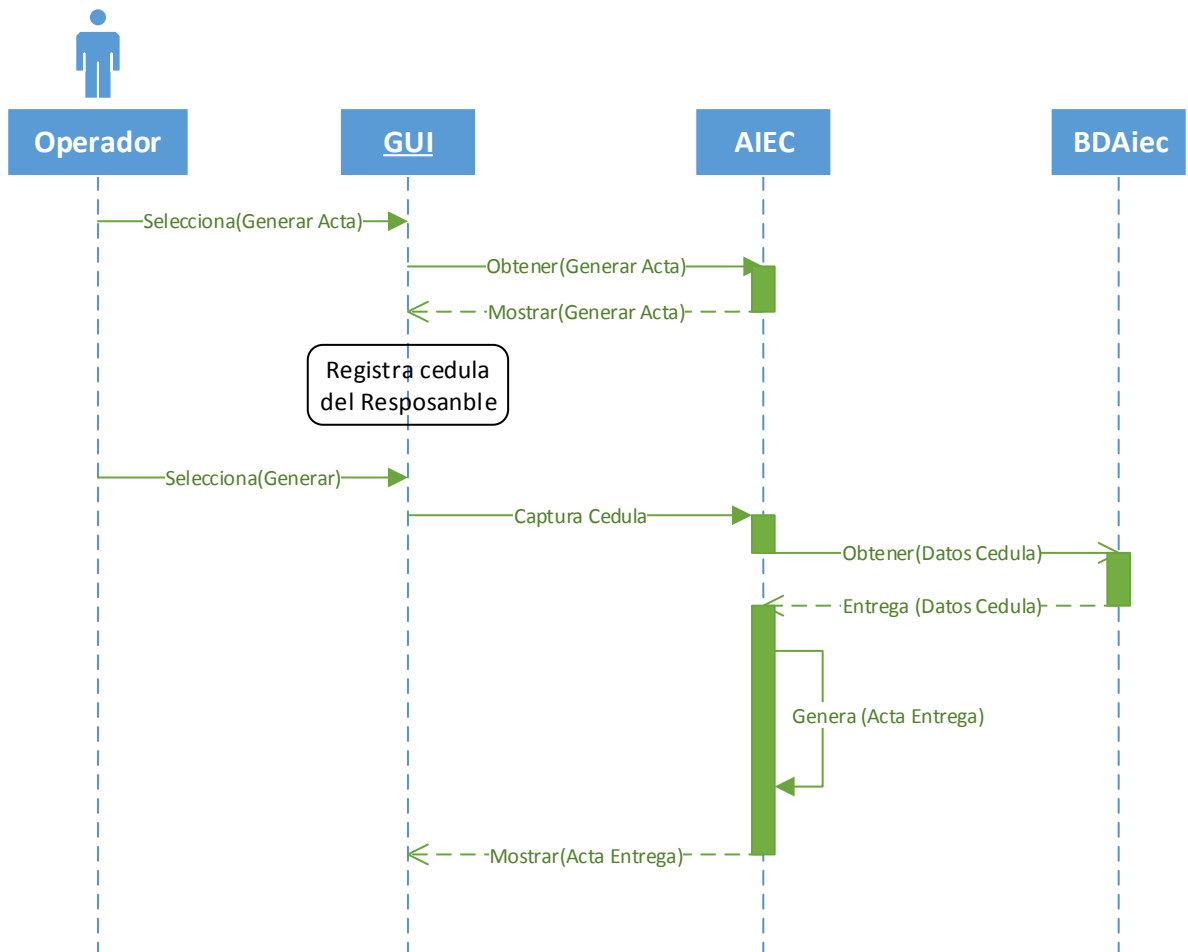 Operador
GUI
AIEC
BDAiec
Selecciona(Generar Acta)
Obtener(Generar Acta)
Mostrar(Generar Acta)
Registra cedula
del Resposanble
Selecciona(Generar)
Captura Cedula
Obtener(Datos Cedula)
Entrega (Datos Cedula)
Genera (Acta Entrega)
Mostrar(Acta Entrega)